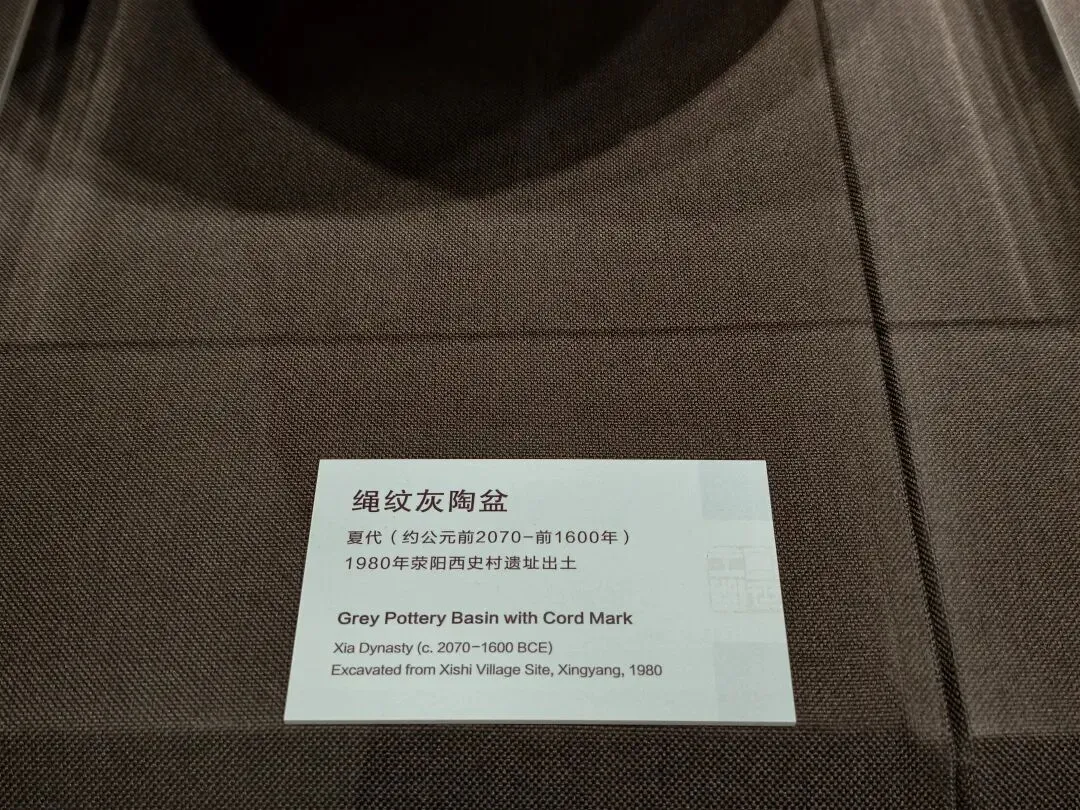 绳纹灰陶盆
夏代（约公元前2070-前1600年）
1980年荥阳西史村遗址出土
Grey Pottery Basin with Cord Mark
Xia Dynasty (c. 2070-1600 BCE)
Excavated from Xishi Village Site, Xingyang, 1980